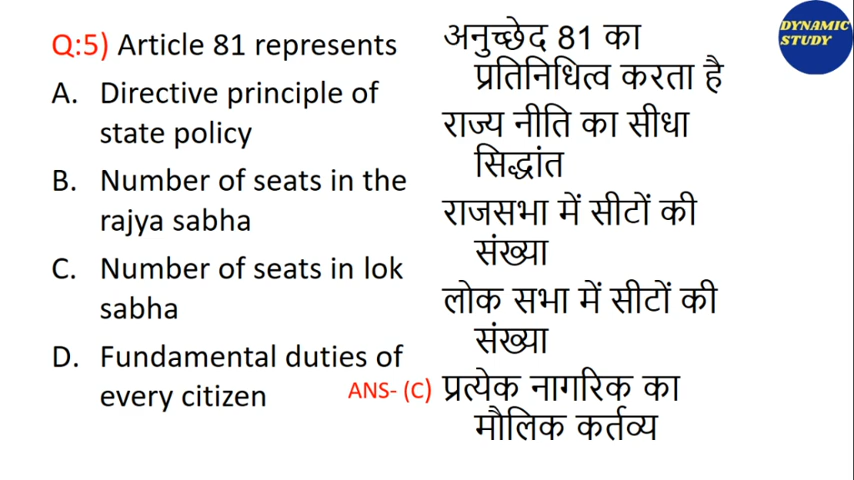 Q:5) Article 81 represents
A. Directive principle of
state policy
B. Number of seats in the
rajya sabha
C. Number of seats in lok
sabha
D. Fundamental duties of
every citizen
ANS- (C)
अनुच्छेद 81 का
प्रतिनिधित्व करता है
राज्य नीति का सीधा
सिद्धांत
राजसभा में सीटों की
संख्या
लोक सभा में सीटों की
संख्या
प्रत्येक नागरिक का
मौलिक कर्तव्य
DYNAMIC
STUDY